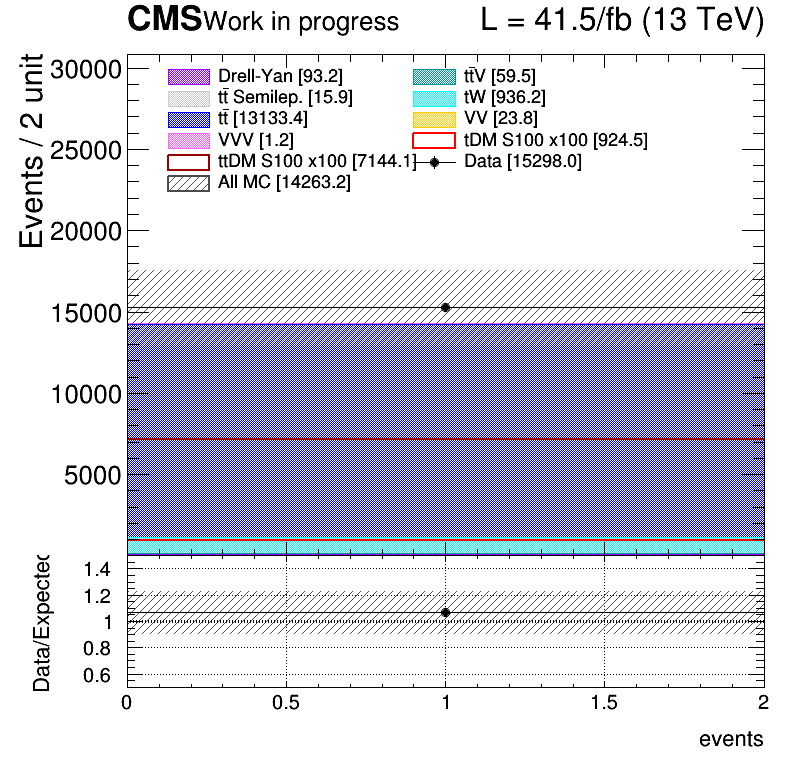 CMS Work in progress L = 41.5/fb (13 TeV)
Events / 2 unit
30000
25000
20000
15000
10000
5000
Drell-Yan [93.2] tt̄V [59.5]
tt̄ Semilep. [15.9] tW [936.2]
tt̄ [13133.4] VV [23.8]
VVV [1.2] tDM S100 x100 [924.5]
ttDM S100 x100 [7144.1] Data [15298.0]
All MC [14263.2]
Data/Expected
1.4
1.2
1
0.8
0.6
0 0.5 1 1.5 2
events